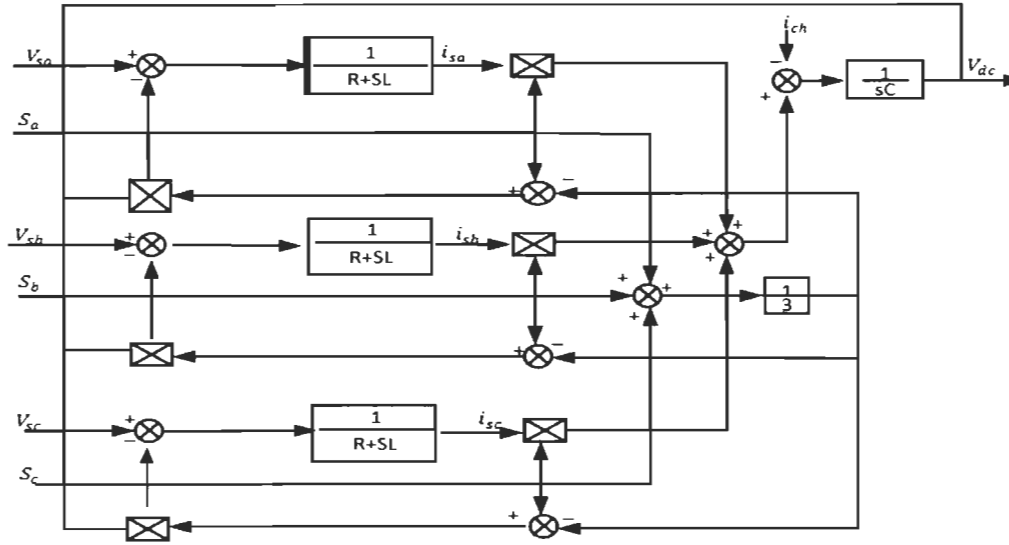 i_ch
V_sa
+
−
1
R+SL
i_sa
−
+
1
sC
V_dc
S_a
+
−
V_sb
+
−
1
R+SL
i_sb
+
+
+
S_b
+
+
+
+
1
3
+
−
V_sc
+
−
1
R+SL
i_sc
S_c
+
−